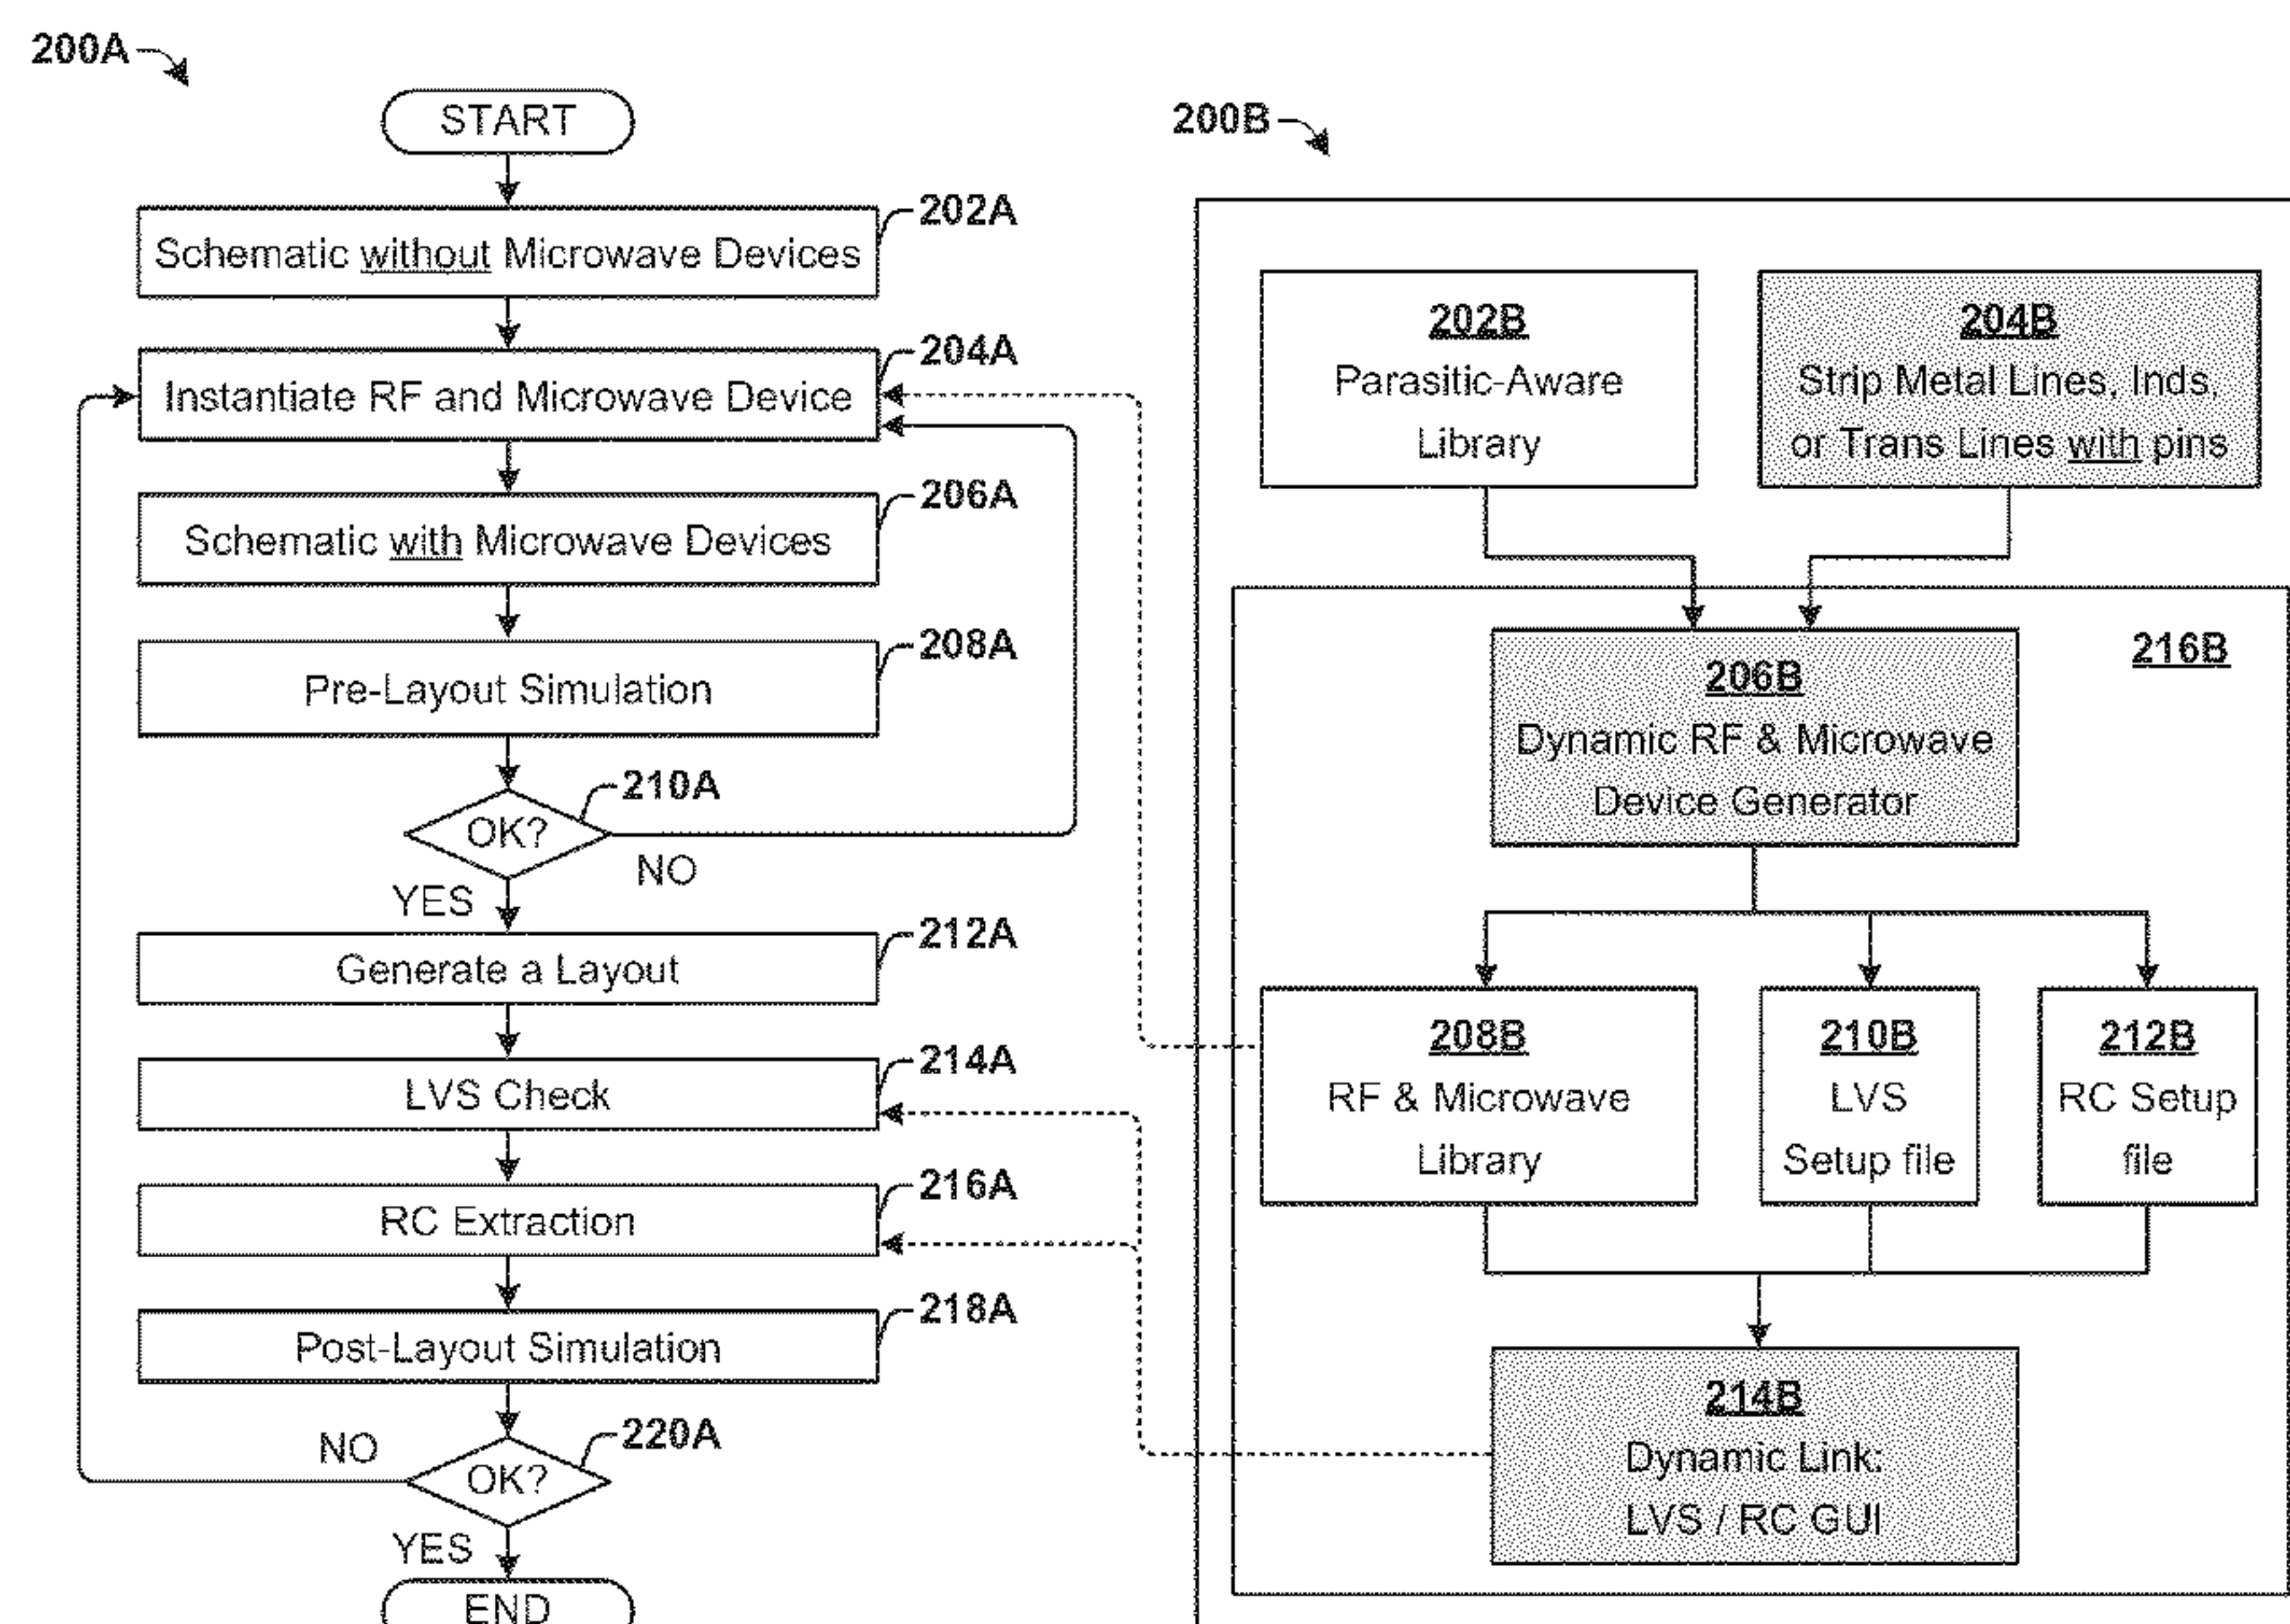 200A
START
202A
Schematic without Microwave Devices
204A
Instantiate RF and Microwave Device
206A
Schematic with Microwave Devices
208A
Pre-Layout Simulation
210A
OK?
NO
YES
212A
Generate a Layout
214A
LVS Check
216A
RC Extraction
218A
Post-Layout Simulation
220A
NO
OK?
YES
END
200B
202B
Parasitic-Aware
Library
204B
Strip Metal Lines, Inds,
or Trans Lines with pins
216B
206B
Dynamic RF & Microwave
Device Generator
208B
RF & Microwave
Library
210B
LVS
Setup file
212B
RC Setup
file
214B
Dynamic Link:
LVS / RC GUI